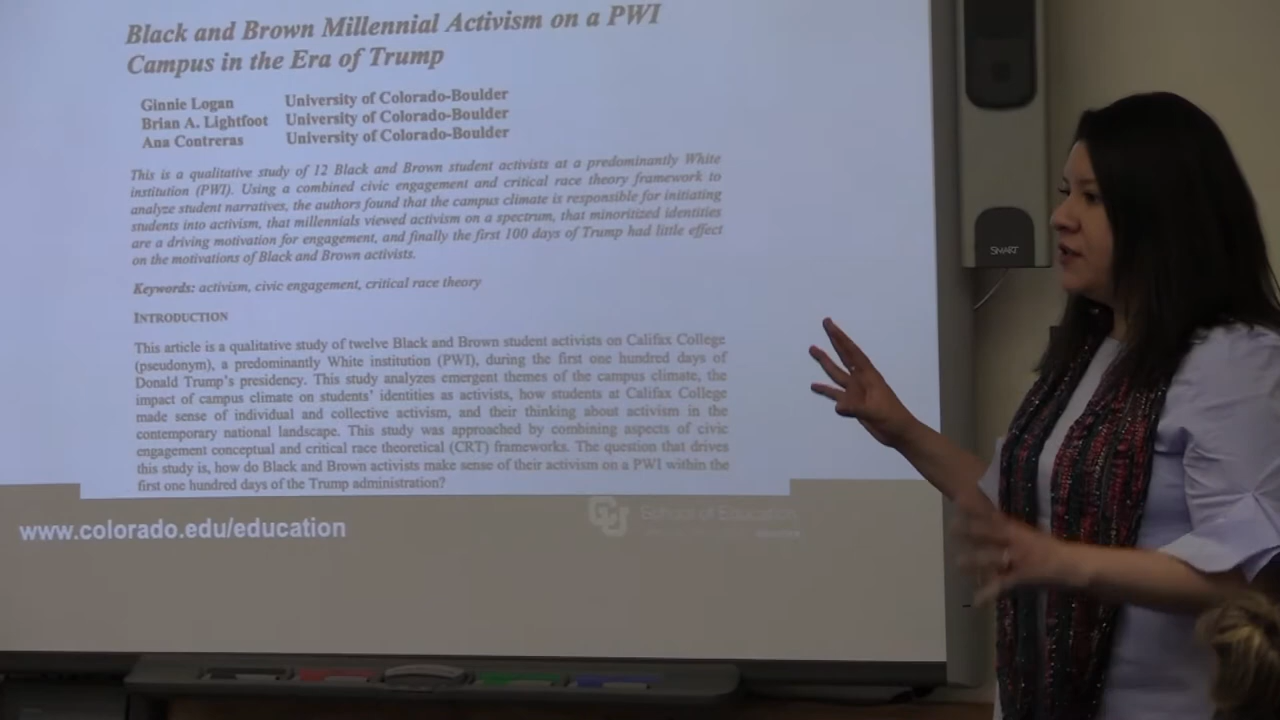 Black and Brown Millennial Activism on a PWI
Campus in the Era of Trump
Ginnie Logan University of Colorado-Boulder
Brian A. Lightfoot University of Colorado-Boulder
Ana Contreras University of Colorado-Boulder
This is a qualitative study of 12 Black and Brown student activists at a predominantly White
institution (PWI). Using a combined civic engagement and critical race theory framework to
analyze student narratives, the authors found that the campus climate is responsible for initiating
students into activism, that millennials viewed activism on a spectrum, that minoritized identities
are a driving motivation for engagement, and finally the first 100 days of Trump had little effect
on the motivations of Black and Brown activists.
Keywords: activism, civic engagement, critical race theory
INTRODUCTION
This article is a qualitative study of twelve Black and Brown student activists on Califax College
(pseudonym), a predominantly White institution (PWI), during the first one hundred days of
Donald Trump's presidency. This study analyzes emergent themes of the campus climate, the
impact of campus climate on students' identities as activists, how students at Califax College
made sense of individual and collective activism, and their thinking about activism in the
contemporary national landscape. This study was approached by combining aspects of civic
engagement conceptual and critical race theoretical (CRT) frameworks. The question that drives
this study is, how do Black and Brown activists make sense of their activism on a PWI within the
first one hundred days of the Trump administration?
www.colorado.edu/education
CU School of Education
SMART